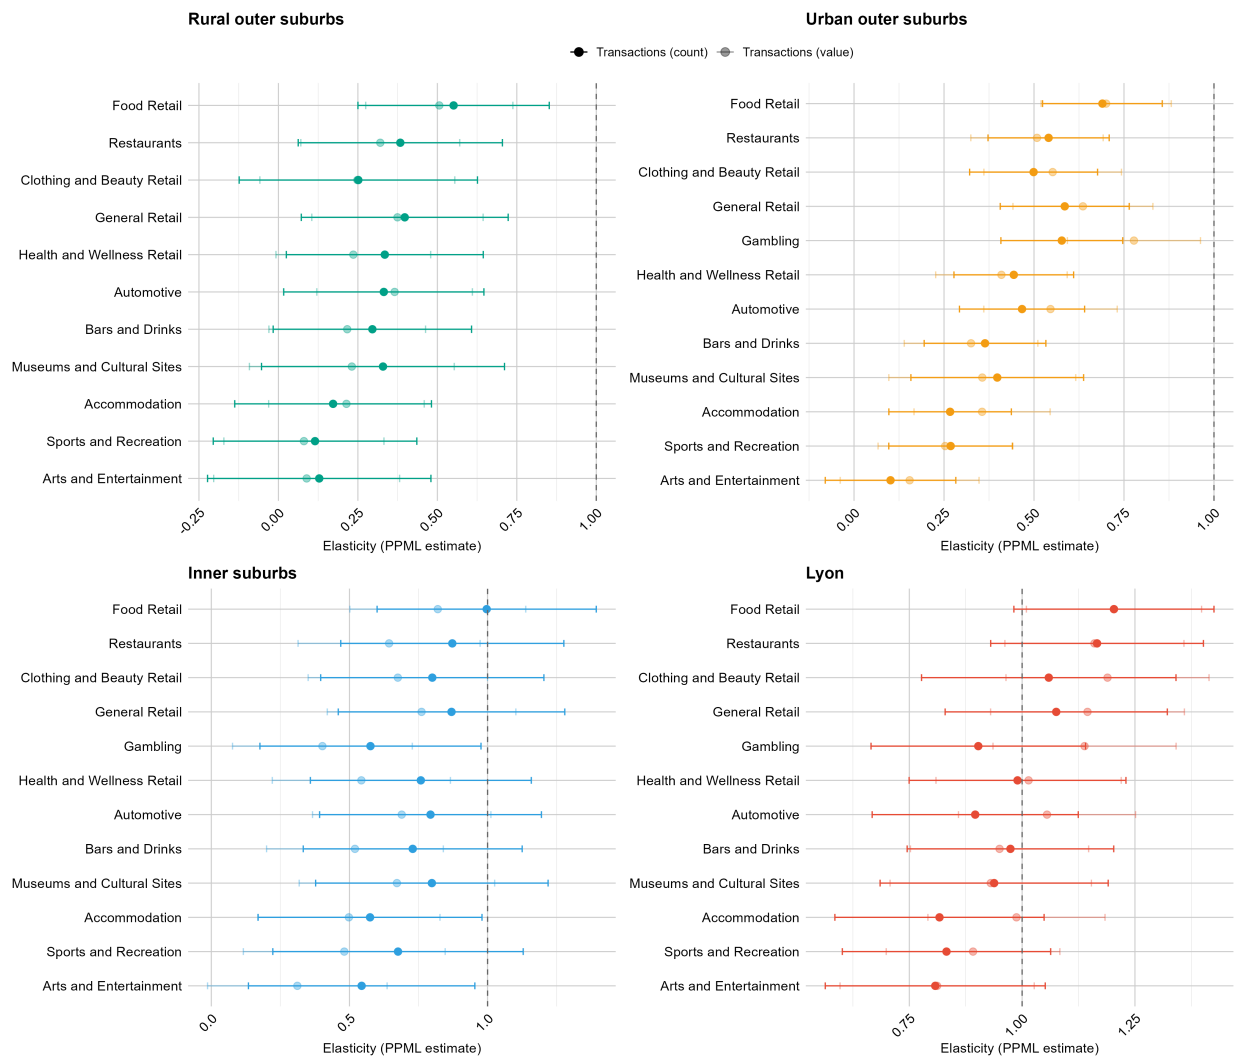 Rural outer suburbs
Urban outer suburbs
Transactions (count) Transactions (value)
Food Retail
Restaurants
Clothing and Beauty Retail
General Retail
Health and Wellness Retail
Automotive
Bars and Drinks
Museums and Cultural Sites
Accommodation
Sports and Recreation
Arts and Entertainment
-0.25 0.00 0.25 0.50 0.75 1.00
Elasticity (PPML estimate)
Food Retail
Restaurants
Clothing and Beauty Retail
General Retail
Gambling
Health and Wellness Retail
Automotive
Bars and Drinks
Museums and Cultural Sites
Accommodation
Sports and Recreation
Arts and Entertainment
0.00 0.25 0.50 0.75 1.00
Elasticity (PPML estimate)
Inner suburbs
Food Retail
Restaurants
Clothing and Beauty Retail
General Retail
Gambling
Health and Wellness Retail
Automotive
Bars and Drinks
Museums and Cultural Sites
Accommodation
Sports and Recreation
Arts and Entertainment
0.0 0.5 1.0
Elasticity (PPML estimate)
Lyon
Food Retail
Restaurants
Clothing and Beauty Retail
General Retail
Gambling
Health and Wellness Retail
Automotive
Bars and Drinks
Museums and Cultural Sites
Accommodation
Sports and Recreation
Arts and Entertainment
0.75 1.00 1.25
Elasticity (PPML estimate)